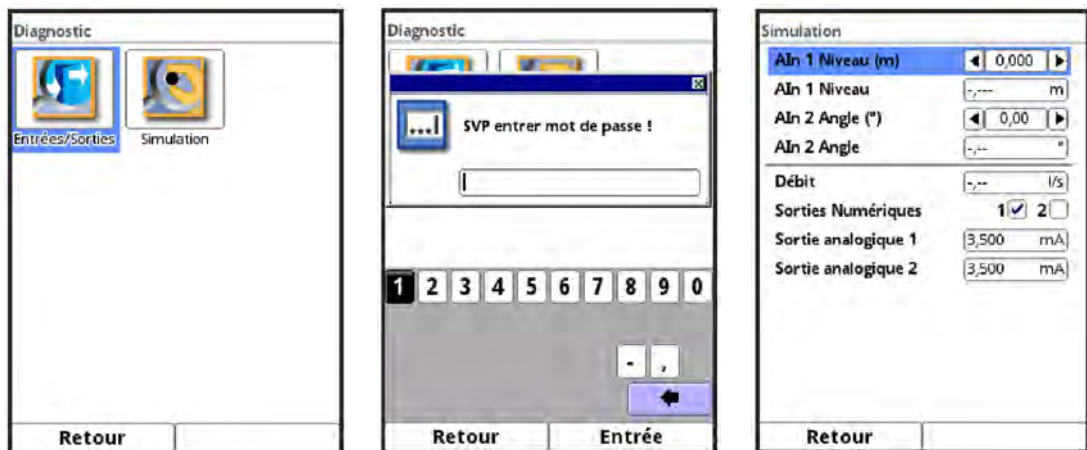 Diagnostic
Entrées/Sorties
Simulation
Retour
Diagnostic
...I
SVP entrer mot de passe !
1 2 3 4 5 6 7 8 9 0
- ,
Retour Entrée
Simulation
AIn 1 Niveau (m) 0,000
AIn 1 Niveau -,--- m
AIn 2 Angle (°) 0,00
AIn 2 Angle -,-- °
Débit -,-- l/s
Sorties Numériques 1 2
Sortie analogique 1 3,500 mA
Sortie analogique 2 3,500 mA
Retour